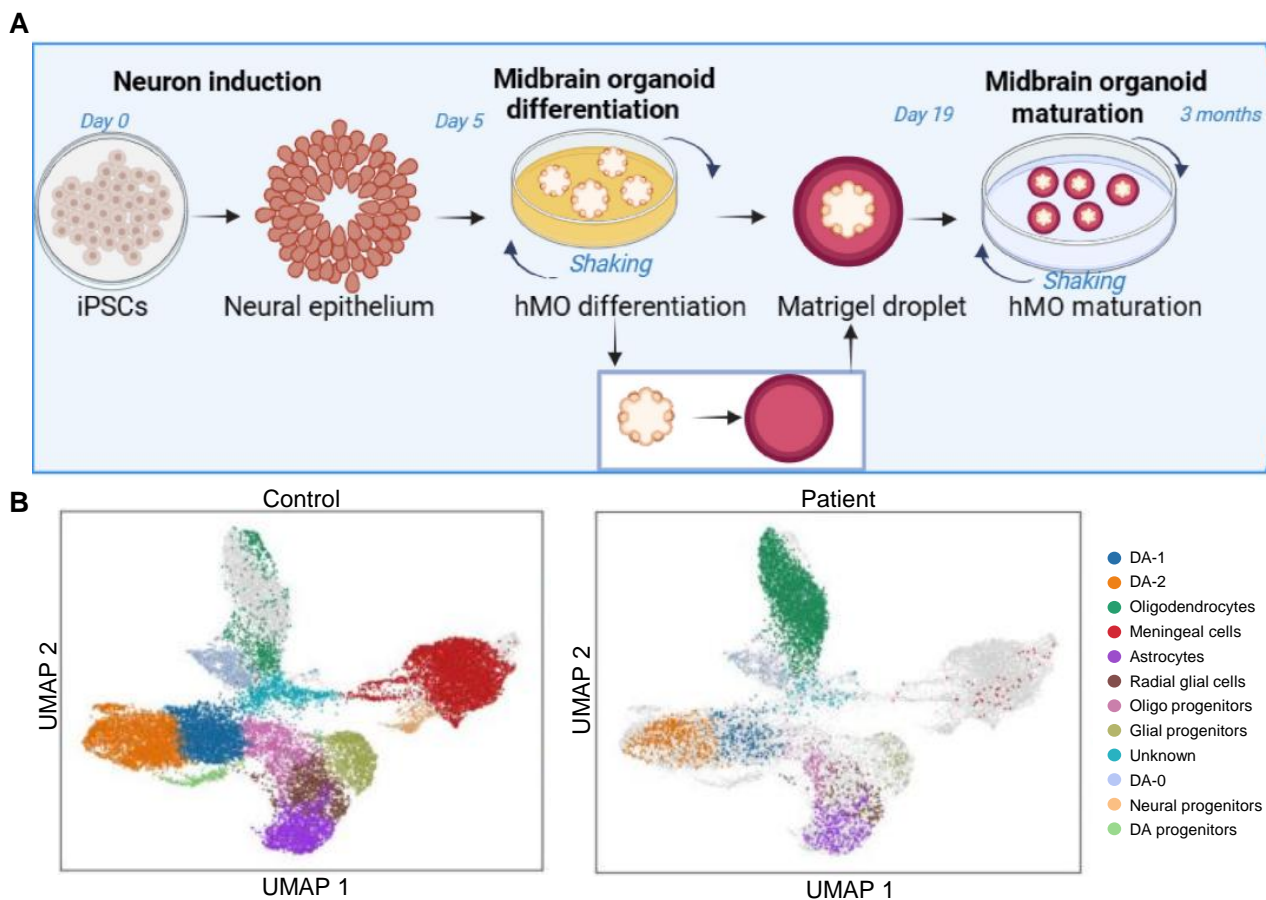 A
Neuron induction
Midbrain organoid
differentiation
Midbrain organoid
maturation
Day 0
Day 5
Day 19
3 months
Shaking
Shaking
iPSCs
Neural epithelium
hMO differentiation
Matrigel droplet
hMO maturation
B
Control
Patient
UMAP 2
UMAP 1
UMAP 2
UMAP 1
DA-1
DA-2
Oligodendrocytes
Meningeal cells
Astrocytes
Radial glial cells
Oligo progenitors
Glial progenitors
Unknown
DA-0
Neural progenitors
DA progenitors